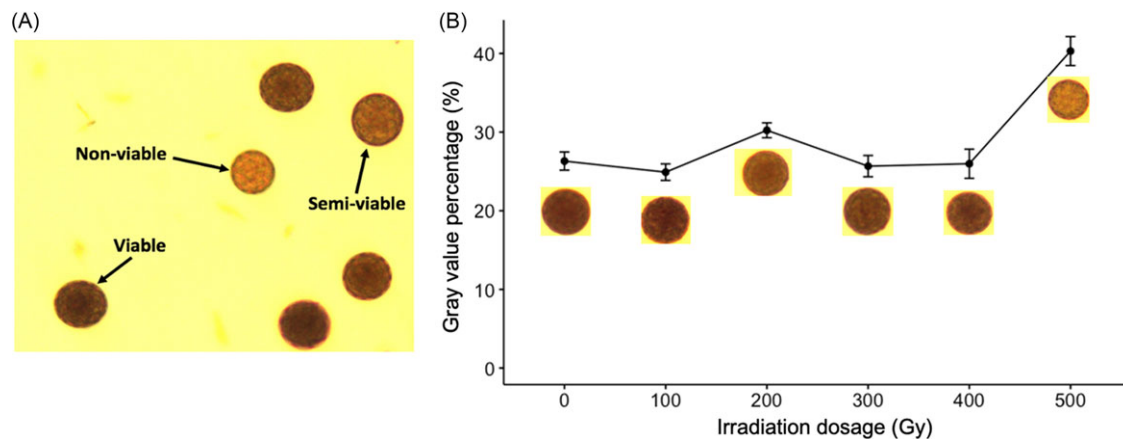 (A)
Non-viable
Semi-viable
Viable
(B)
Gray value percentage (%)
40
30
20
10
0
0 100 200 300 400 500
Irradiation dosage (Gy)